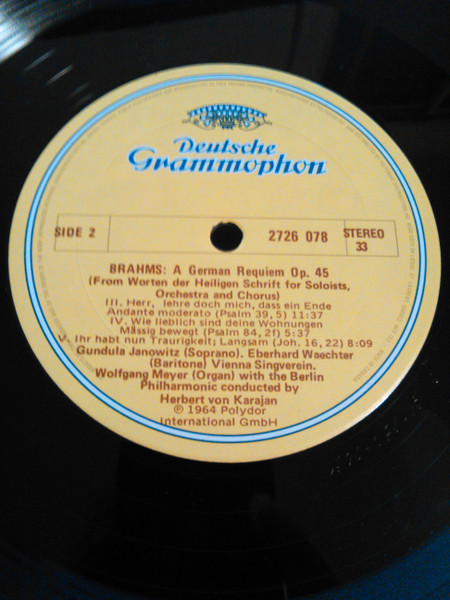 Deutsche
Grammophon
SIDE 2
2726 078
STEREO
33
BRAHMS: A German Requiem Op. 45
(From Worten der Heiligen Schrift for Soloists,
Orchestra and Chorus)
III. Herr, lehre doch mich, dass ein Ende
Andante moderato (Psalm 39, 5) 11:37
IV. Wie lieblich sind deine Wohnungen
Mässig bewegt (Psalm 84, 2f) 5:37
V. Ihr habt nun Traurigkeit; Langsam (Joh. 16, 22) 8:09
Gundula Janowitz (Soprano). Eberhard Waechter
(Baritone) Vienna Singverein.
Wolfgang Meyer (Organ) with the Berlin
Philharmonic conducted by
Herbert von Karajan
℗ 1964 Polydor
International GmbH